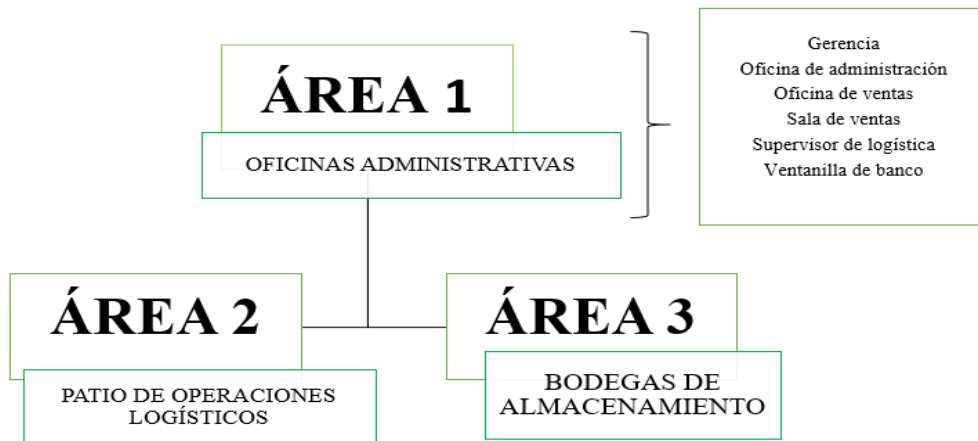 ÁREA 1
OFICINAS ADMINISTRATIVAS
Gerencia
Oficina de administración
Oficina de ventas
Sala de ventas
Supervisor de logística
Ventanilla de banco
ÁREA 2
PATIO DE OPERACIONES
LOGÍSTICOS
ÁREA 3
BODEGAS DE
ALMACENAMIENTO